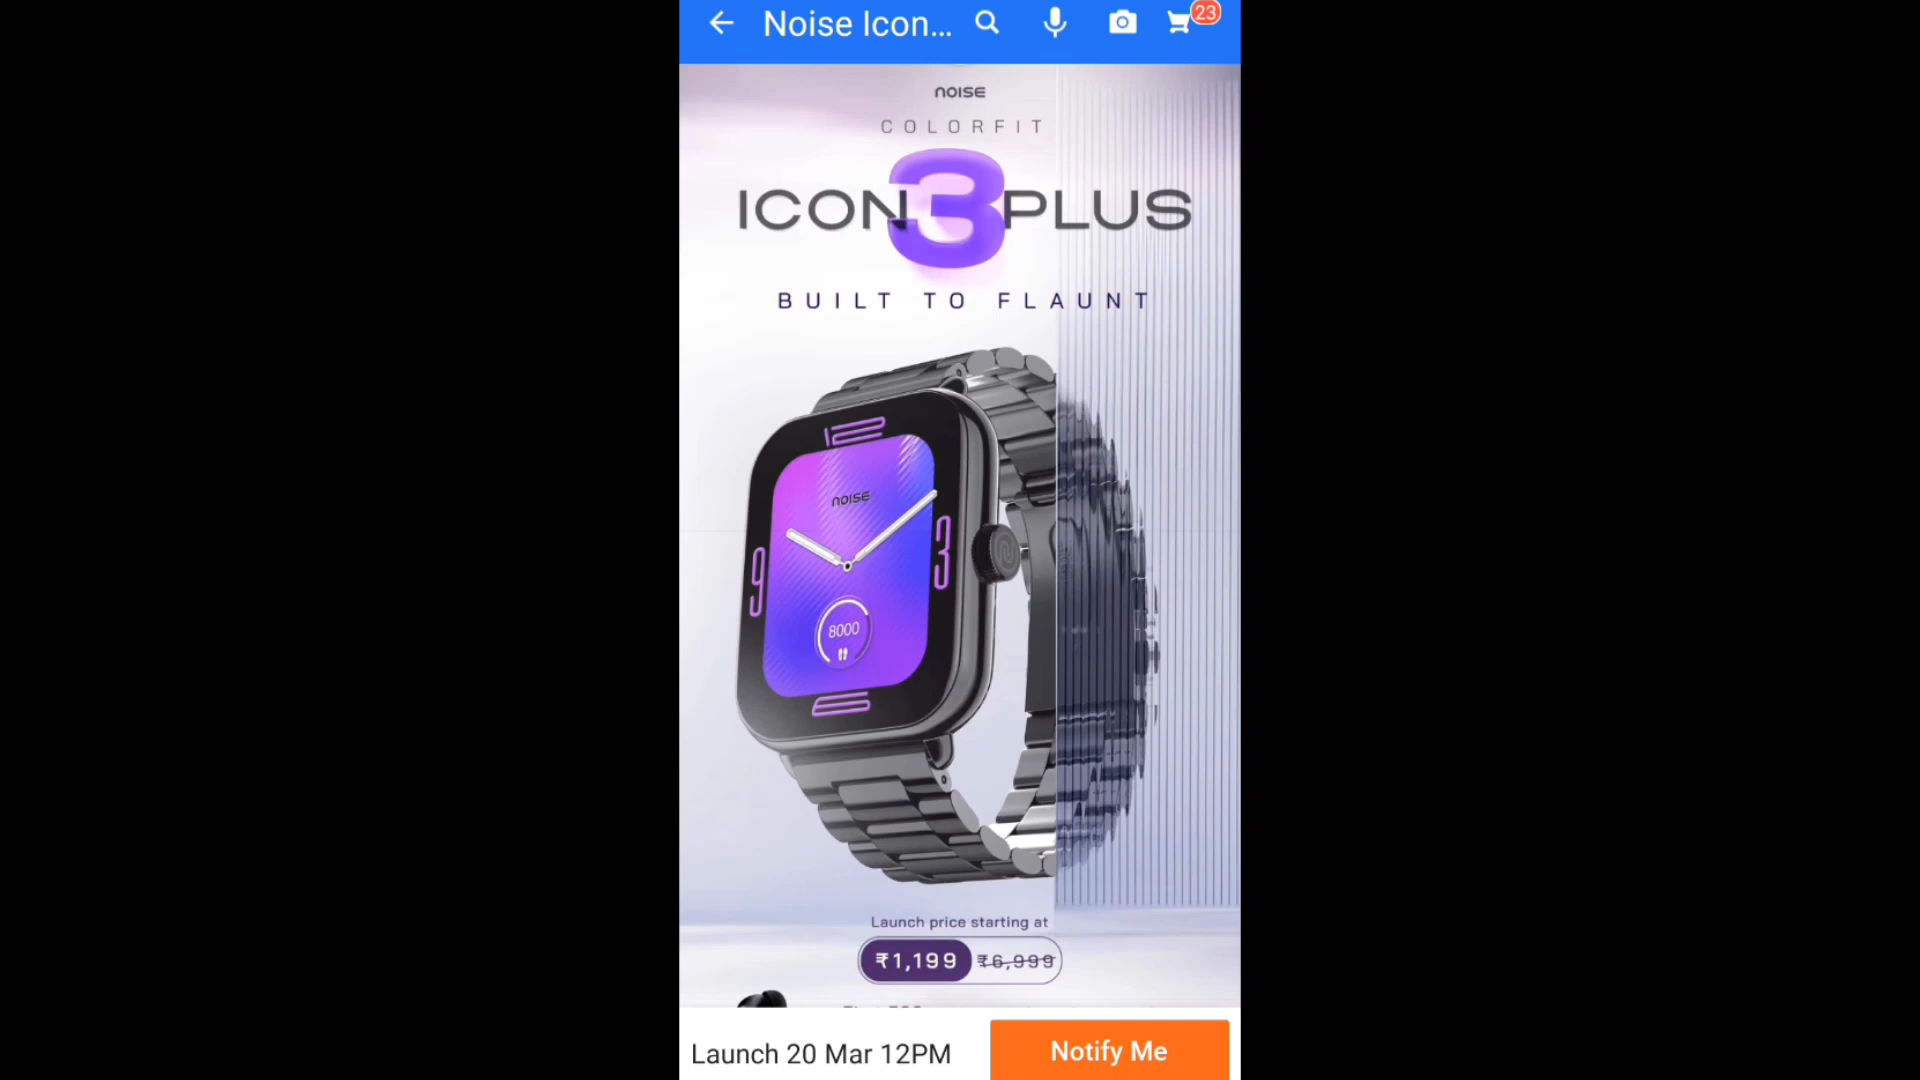 Noise Icon...
23
NOISE
COLORFIT
ICON 3 PLUS
BUILT TO FLAUNT
12
NOISE
9
3
8000
6
Launch price starting at
₹1,199 ₹6,999
Launch 20 Mar 12PM
Notify Me